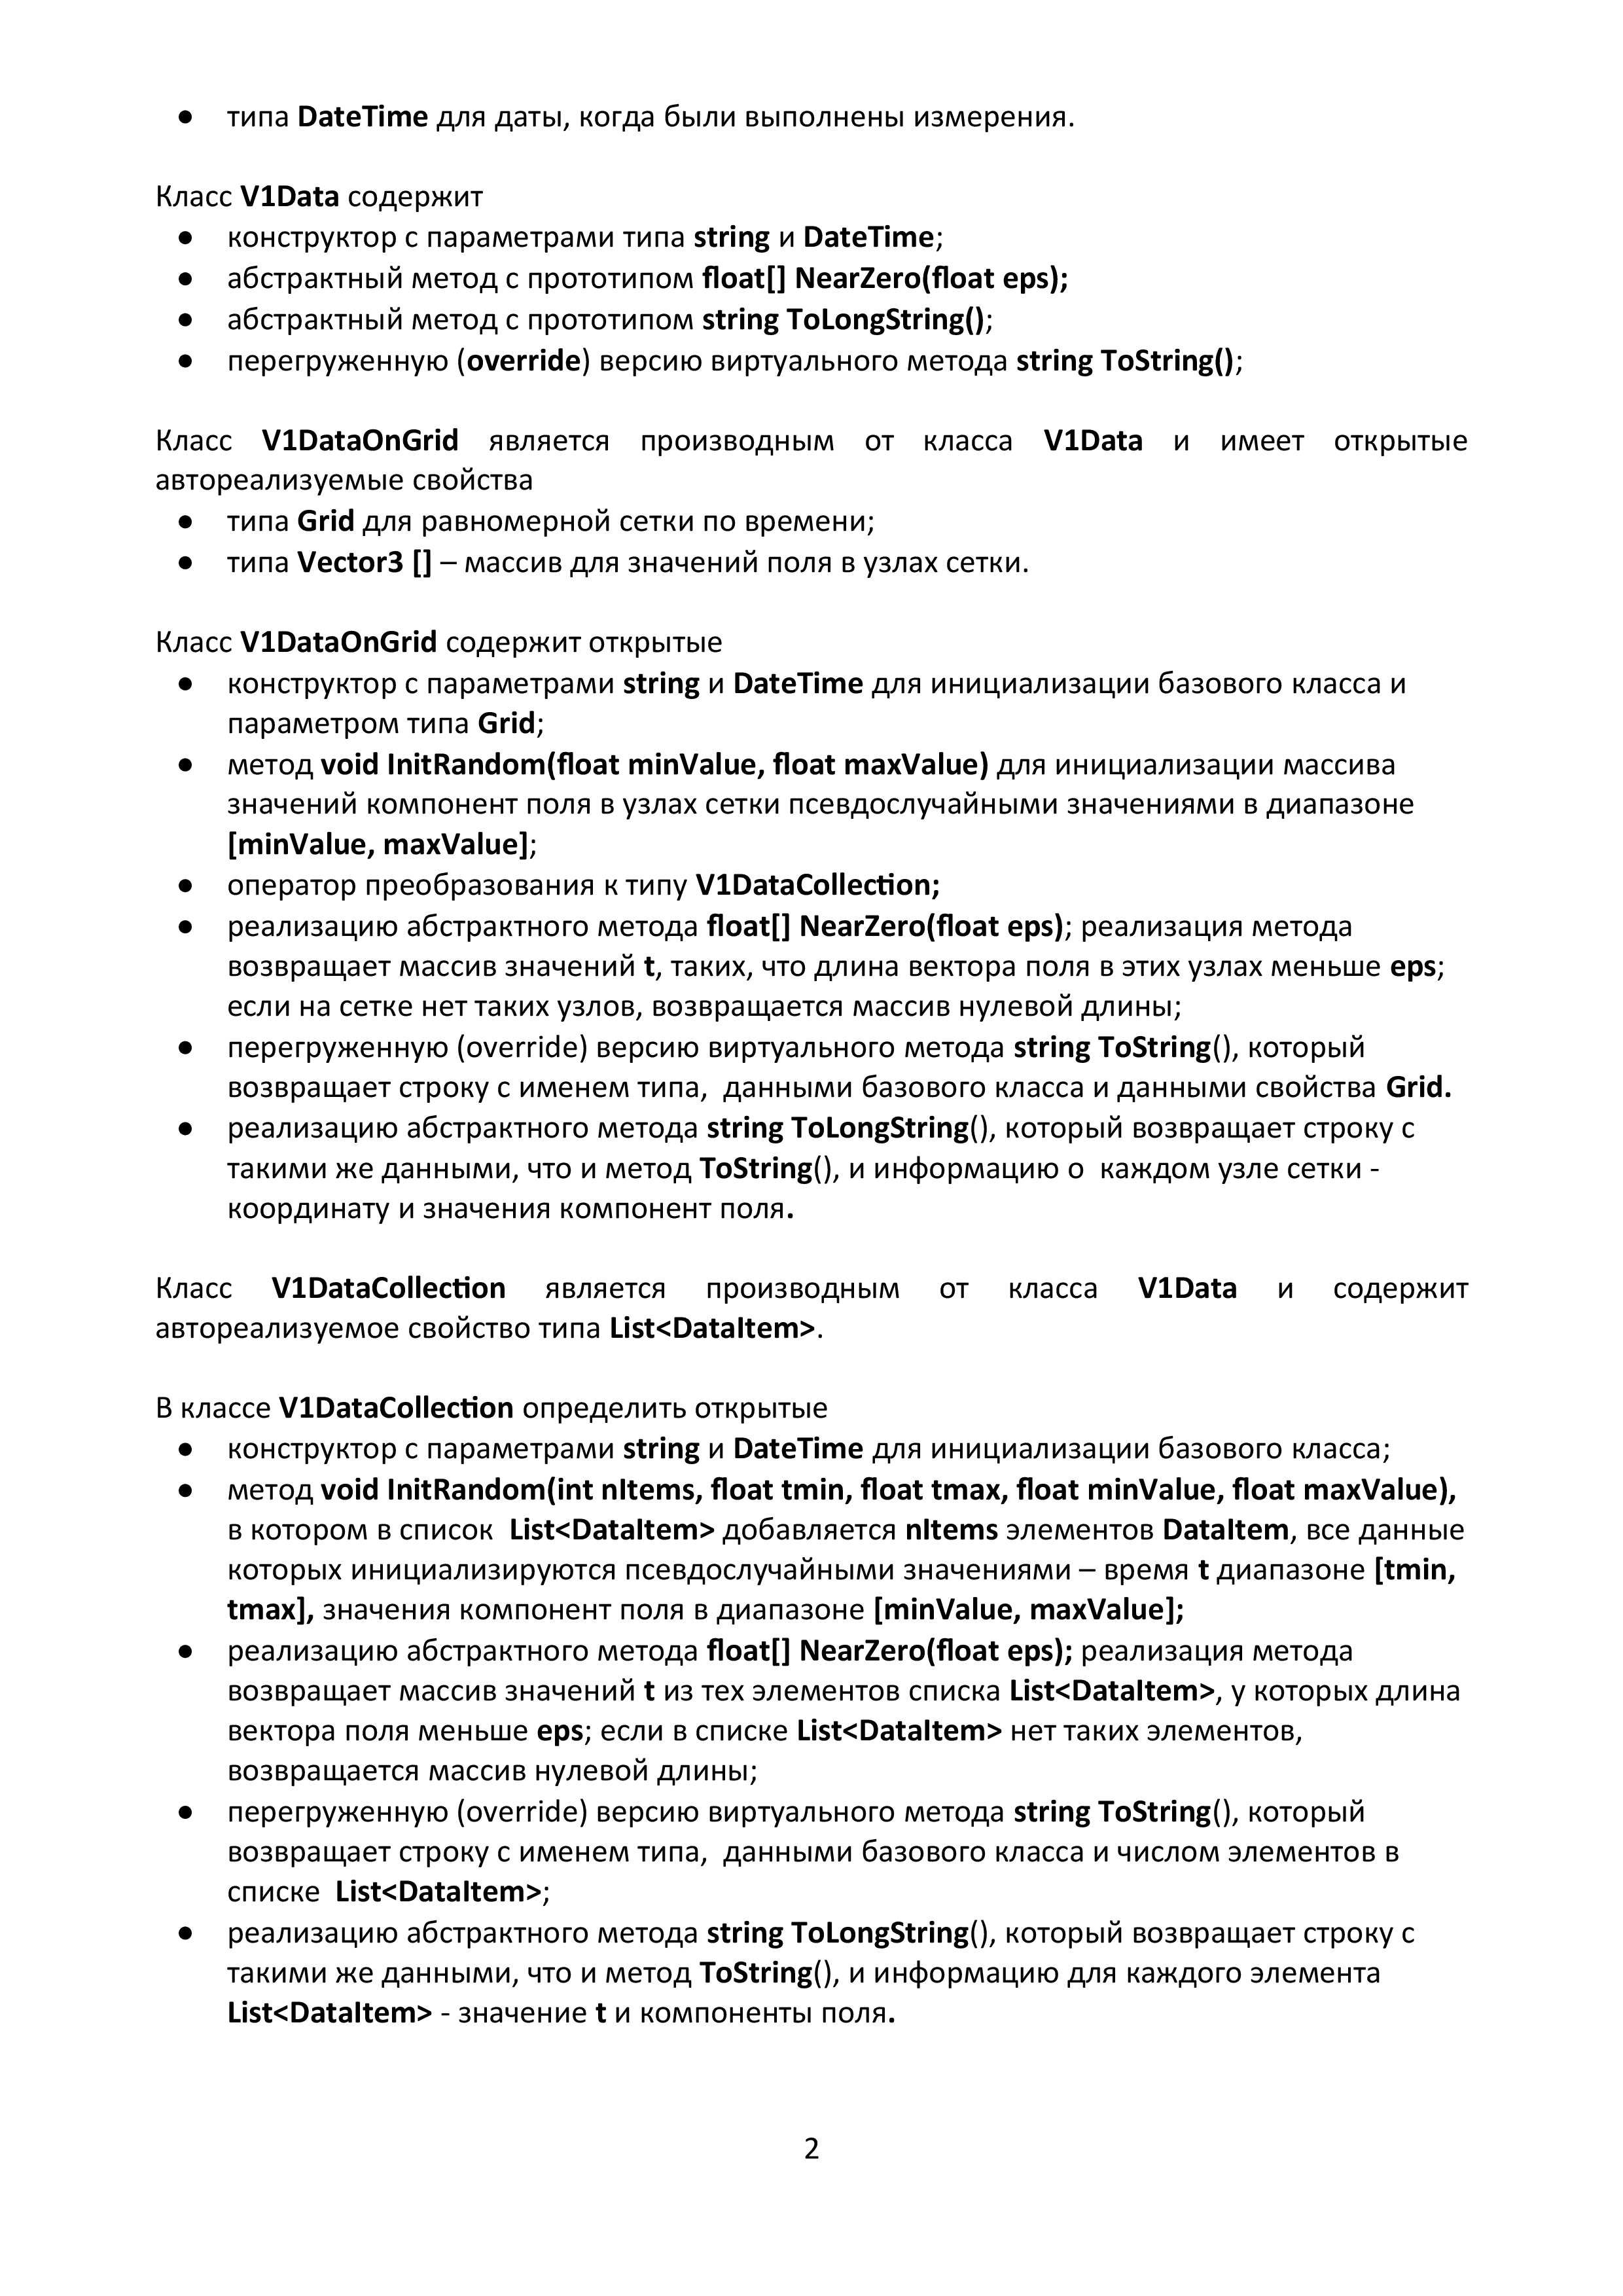 ● типа DateTime для даты, когда были выполнены измерения.
Класс V1Data содержит
● конструктор с параметрами типа string и DateTime;
● абстрактный метод с прототипом float[] NearZero(float eps);
● абстрактный метод с прототипом string ToLongString();
● перегруженную (override) версию виртуального метода string ToString();
Класс V1DataOnGrid является производным от класса V1Data и имеет открытые
автореализуемые свойства
● типа Grid для равномерной сетки по времени;
● типа Vector3 [] – массив для значений поля в узлах сетки.
Класс V1DataOnGrid содержит открытые
● конструктор с параметрами string и DateTime для инициализации базового класса и
параметром типа Grid;
● метод void InitRandom(float minValue, float maxValue) для инициализации массива
значений компонент поля в узлах сетки псевдослучайными значениями в диапазоне
[minValue, maxValue];
● оператор преобразования к типу V1DataCollection;
● реализацию абстрактного метода float[] NearZero(float eps); реализация метода
возвращает массив значений t, таких, что длина вектора поля в этих узлах меньше eps;
если на сетке нет таких узлов, возвращается массив нулевой длины;
● перегруженную (override) версию виртуального метода string ToString(), который
возвращает строку с именем типа, данными базового класса и данными свойства Grid.
● реализацию абстрактного метода string ToLongString(), который возвращает строку с
такими же данными, что и метод ToString(), и информацию о каждом узле сетки -
координату и значения компонент поля.
Класс V1DataCollection является производным от класса V1Data и содержит
автореализуемое свойство типа List<DataItem>.
В классе V1DataCollection определить открытые
● конструктор с параметрами string и DateTime для инициализации базового класса;
● метод void InitRandom(int nItems, float tmin, float tmax, float minValue, float maxValue),
в котором в список List<DataItem> добавляется nItems элементов DataItem, все данные
которых инициализируются псевдослучайными значениями – время t диапазоне [tmin,
tmax], значения компонент поля в диапазоне [minValue, maxValue];
● реализацию абстрактного метода float[] NearZero(float eps); реализация метода
возвращает массив значений t из тех элементов списка List<DataItem>, у которых длина
вектора поля меньше eps; если в списке List<DataItem> нет таких элементов,
возвращается массив нулевой длины;
● перегруженную (override) версию виртуального метода string ToString(), который
возвращает строку с именем типа, данными базового класса и числом элементов в
списке List<DataItem>;
● реализацию абстрактного метода string ToLongString(), который возвращает строку с
такими же данными, что и метод ToString(), и информацию для каждого элемента
List<DataItem> - значение t и компоненты поля.
2